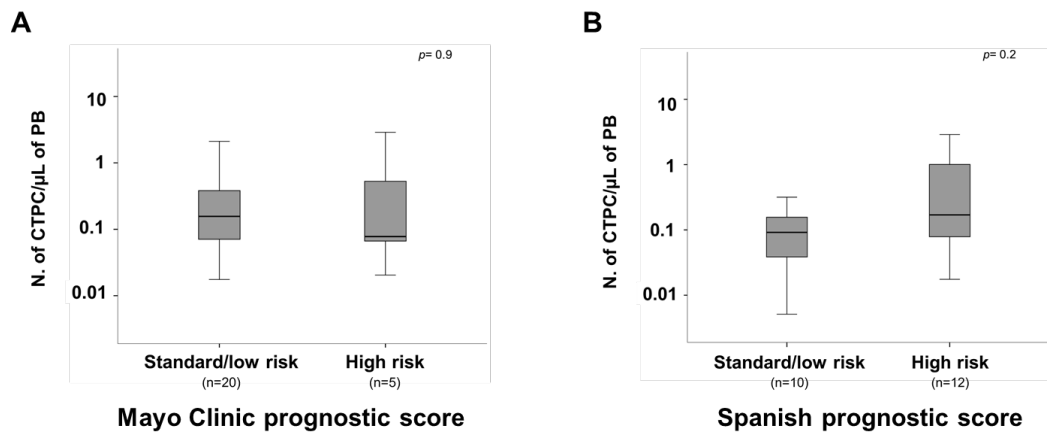 A
p= 0.9
N. of CTPC/µL of PB
10
1
0.1
0.01
Standard/low risk
(n=20)
High risk
(n=5)
Mayo Clinic prognostic score
B
p= 0.2
N. of CTPC/µL of PB
10
1
0.1
0.01
Standard/low risk
(n=10)
High risk
(n=12)
Spanish prognostic score